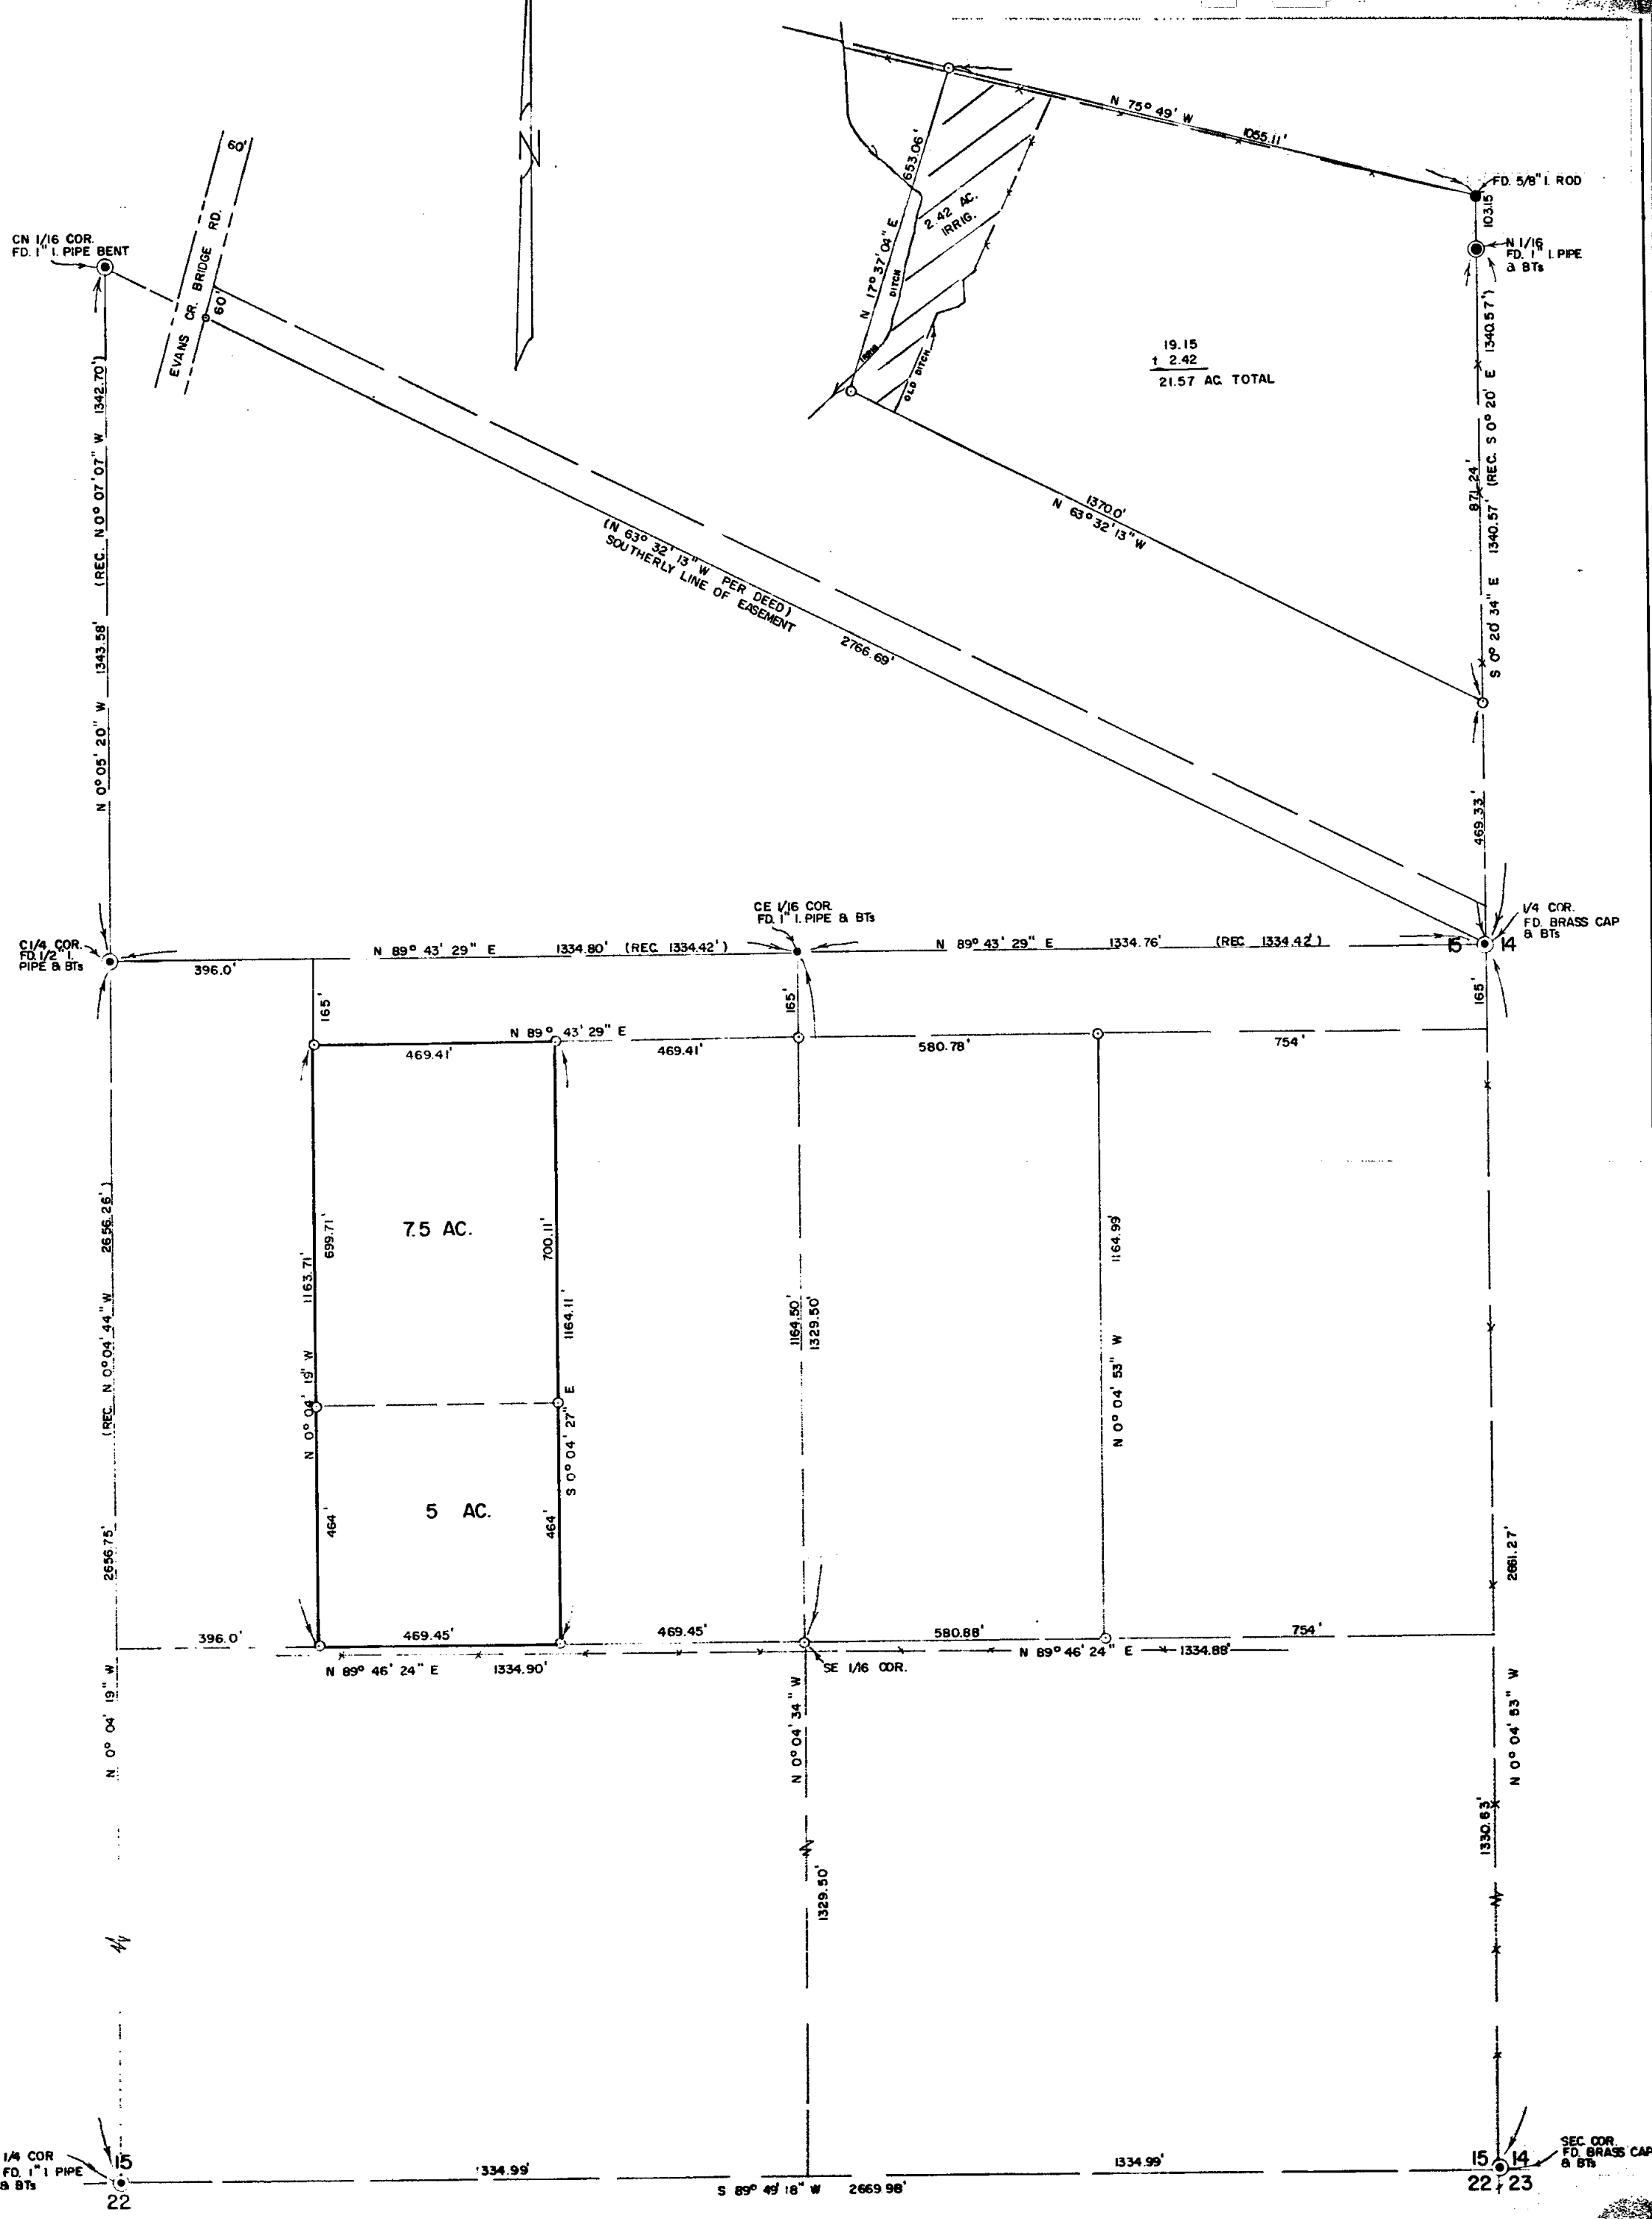 N
60'
EVANS CR. BRIDGE RD.
60'
CN 1/16 COR.
FD. 1" I. PIPE BENT
N 75° 49' W
1055.11'
FD. 5/8" I. ROD
103.15'
N 1/16
FD. 1" I. PIPE
& BTs
653.06'
N 17° 37' 04" E
DITCH
2.42 AC.
IRRIG.
OLD DITCH
19.15
+ 2.42
21.57 AC. TOTAL
1370.0'
N 63° 32' 13" W
871.24'
S 0° 20' 34" E 1340.57' (REC. S 0° 20' E 1340.57')
469.33'
N 0° 05' 20" W 1343.58' (REC. N 0° 07' 07" W 1342.70')
(N 63° 32' 13" W PER DEED)
SOUTHERLY LINE OF EASEMENT
2766.69'
1/4 COR.
FD. BRASS CAP
& BTs
15 14
C 1/4 COR.
FD. 1/2" I.
PIPE & BTs
CE 1/16 COR.
FD. 1" I. PIPE & BTs
N 89° 43' 29" E 1334.80' (REC. 1334.42')
N 89° 43' 29" E 1334.76' (REC. 1334.42')
396.0'
165'
165'
165'
N 89° 43' 29" E
469.41'
469.41'
580.78'
754'
7.5 AC.
699.71'
1163.71'
N 0° 04' 19" W
700.11'
1164.11'
S 0° 04' 27" E
1164.50'
1329.50'
1164.99'
N 0° 04' 53" W
2656.75' (REC. N 0° 04' 44" W 2656.26')
5 AC.
464'
464'
2661.27'
396.0'
469.45'
469.45'
580.88'
754'
N 89° 46' 24" E 1334.90'
SE 1/16 COR.
N 89° 46' 24" E 1334.88'
N 0° 04' 19" W
N 0° 04' 34" W
1329.50'
N 0° 04' 53" W
1330.63'
1/4 COR
FD. 1" I PIPE
& BTs
15
22
1334.99'
S 89° 49' 18" W 2669.98'
1334.99'
15 14
22 23
SEC. COR.
FD. BRASS CAP
& BTs